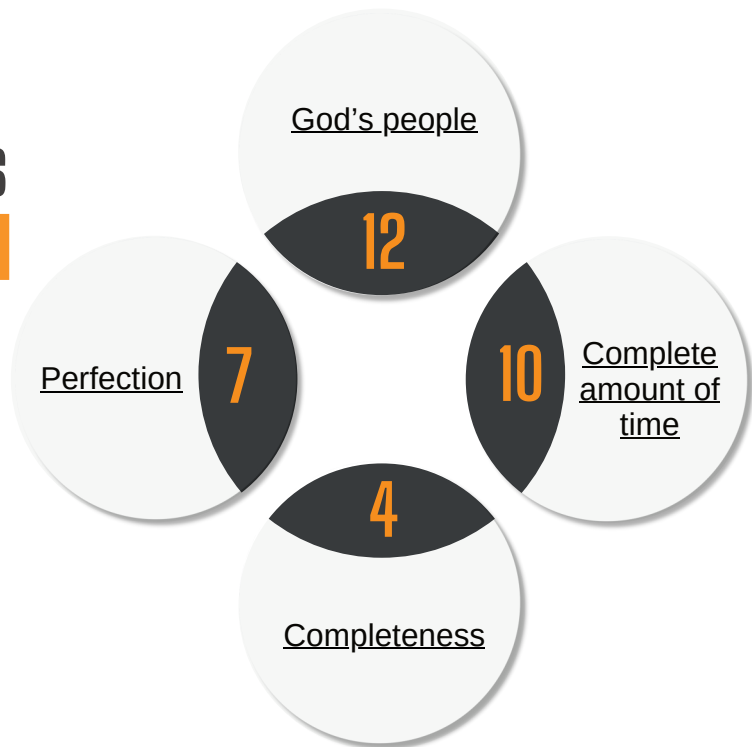 God’s people
12
S
Perfection
7
10
Complete
amount of
time
4
Completeness